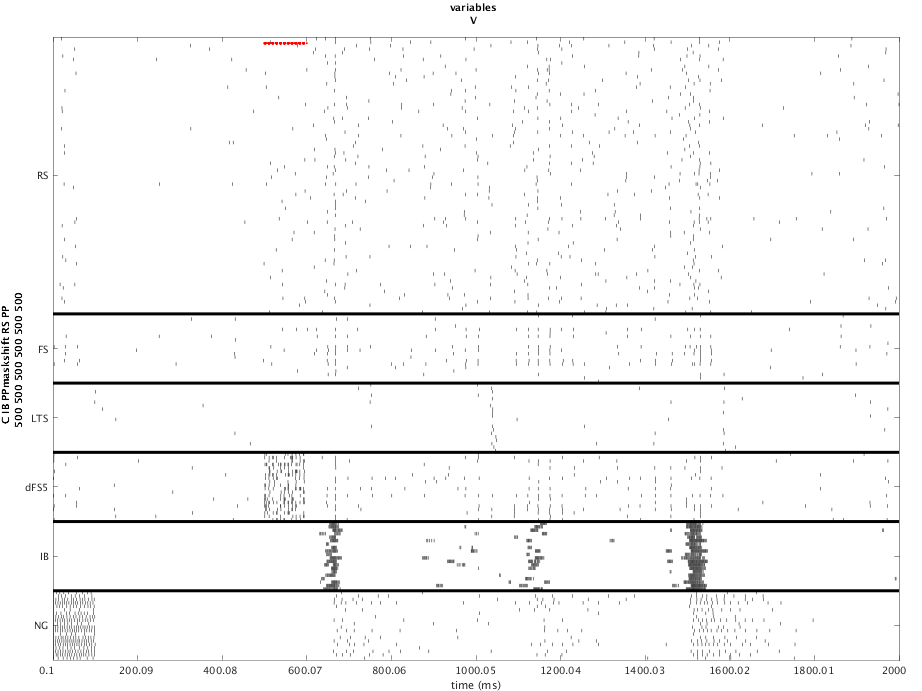 variables
V
C IB PPmaskshift RS PP
500 500 500 500 500 500 500
RS
FS
LTS
dFS5
IB
NG
0.1 200.09 400.08 600.07 800.06 1000.05 1200.04 1400.03 1600.02 1800.01 2000
time (ms)